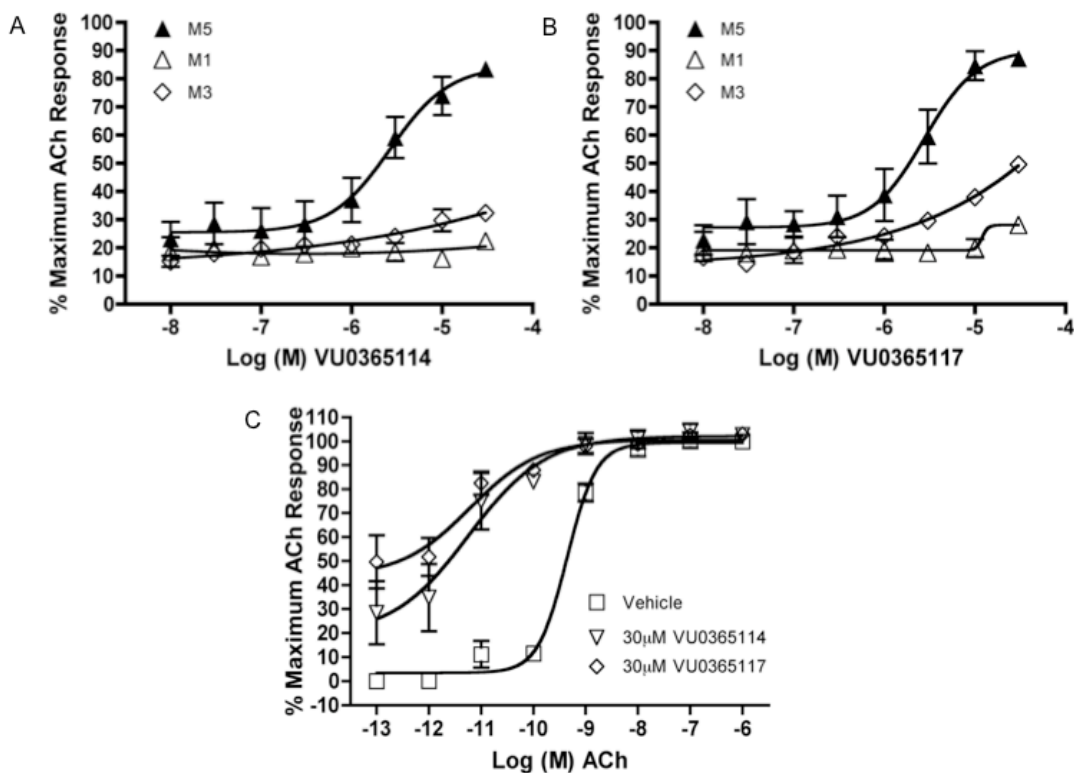 A
% Maximum ACh Response
100
90
80
70
60
50
40
30
20
10
0
M5
M1
M3
-8 -7 -6 -5 -4
Log (M) VU0365114
B
% Maximum ACh Response
100
90
80
70
60
50
40
30
20
10
0
M5
M1
M3
-8 -7 -6 -5 -4
Log (M) VU0365117
C
% Maximum ACh Response
110
100
90
80
70
60
50
40
30
20
10
0
-10
Vehicle
30µM VU0365114
30µM VU0365117
-13 -12 -11 -10 -9 -8 -7 -6
Log (M) ACh